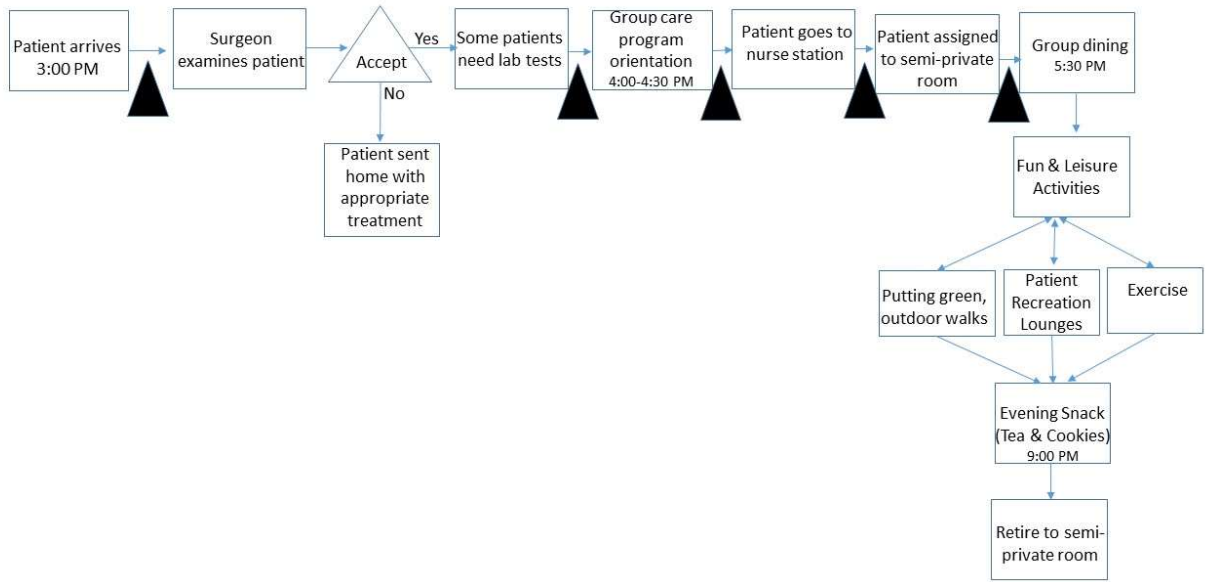 Patient arrives
3:00 PM
Surgeon
examines patient
Accept
Yes
No
Patient sent
home with
appropriate
treatment
Some patients
need lab tests
Group care
program
orientation
4:00-4:30 PM
Patient goes to
nurse station
Patient assigned
to semi-private
room
Group dining
5:30 PM
Fun & Leisure
Activities
Putting green,
outdoor walks
Patient
Recreation
Lounges
Exercise
Evening Snack
(Tea & Cookies)
9:00 PM
Retire to semi-
private room